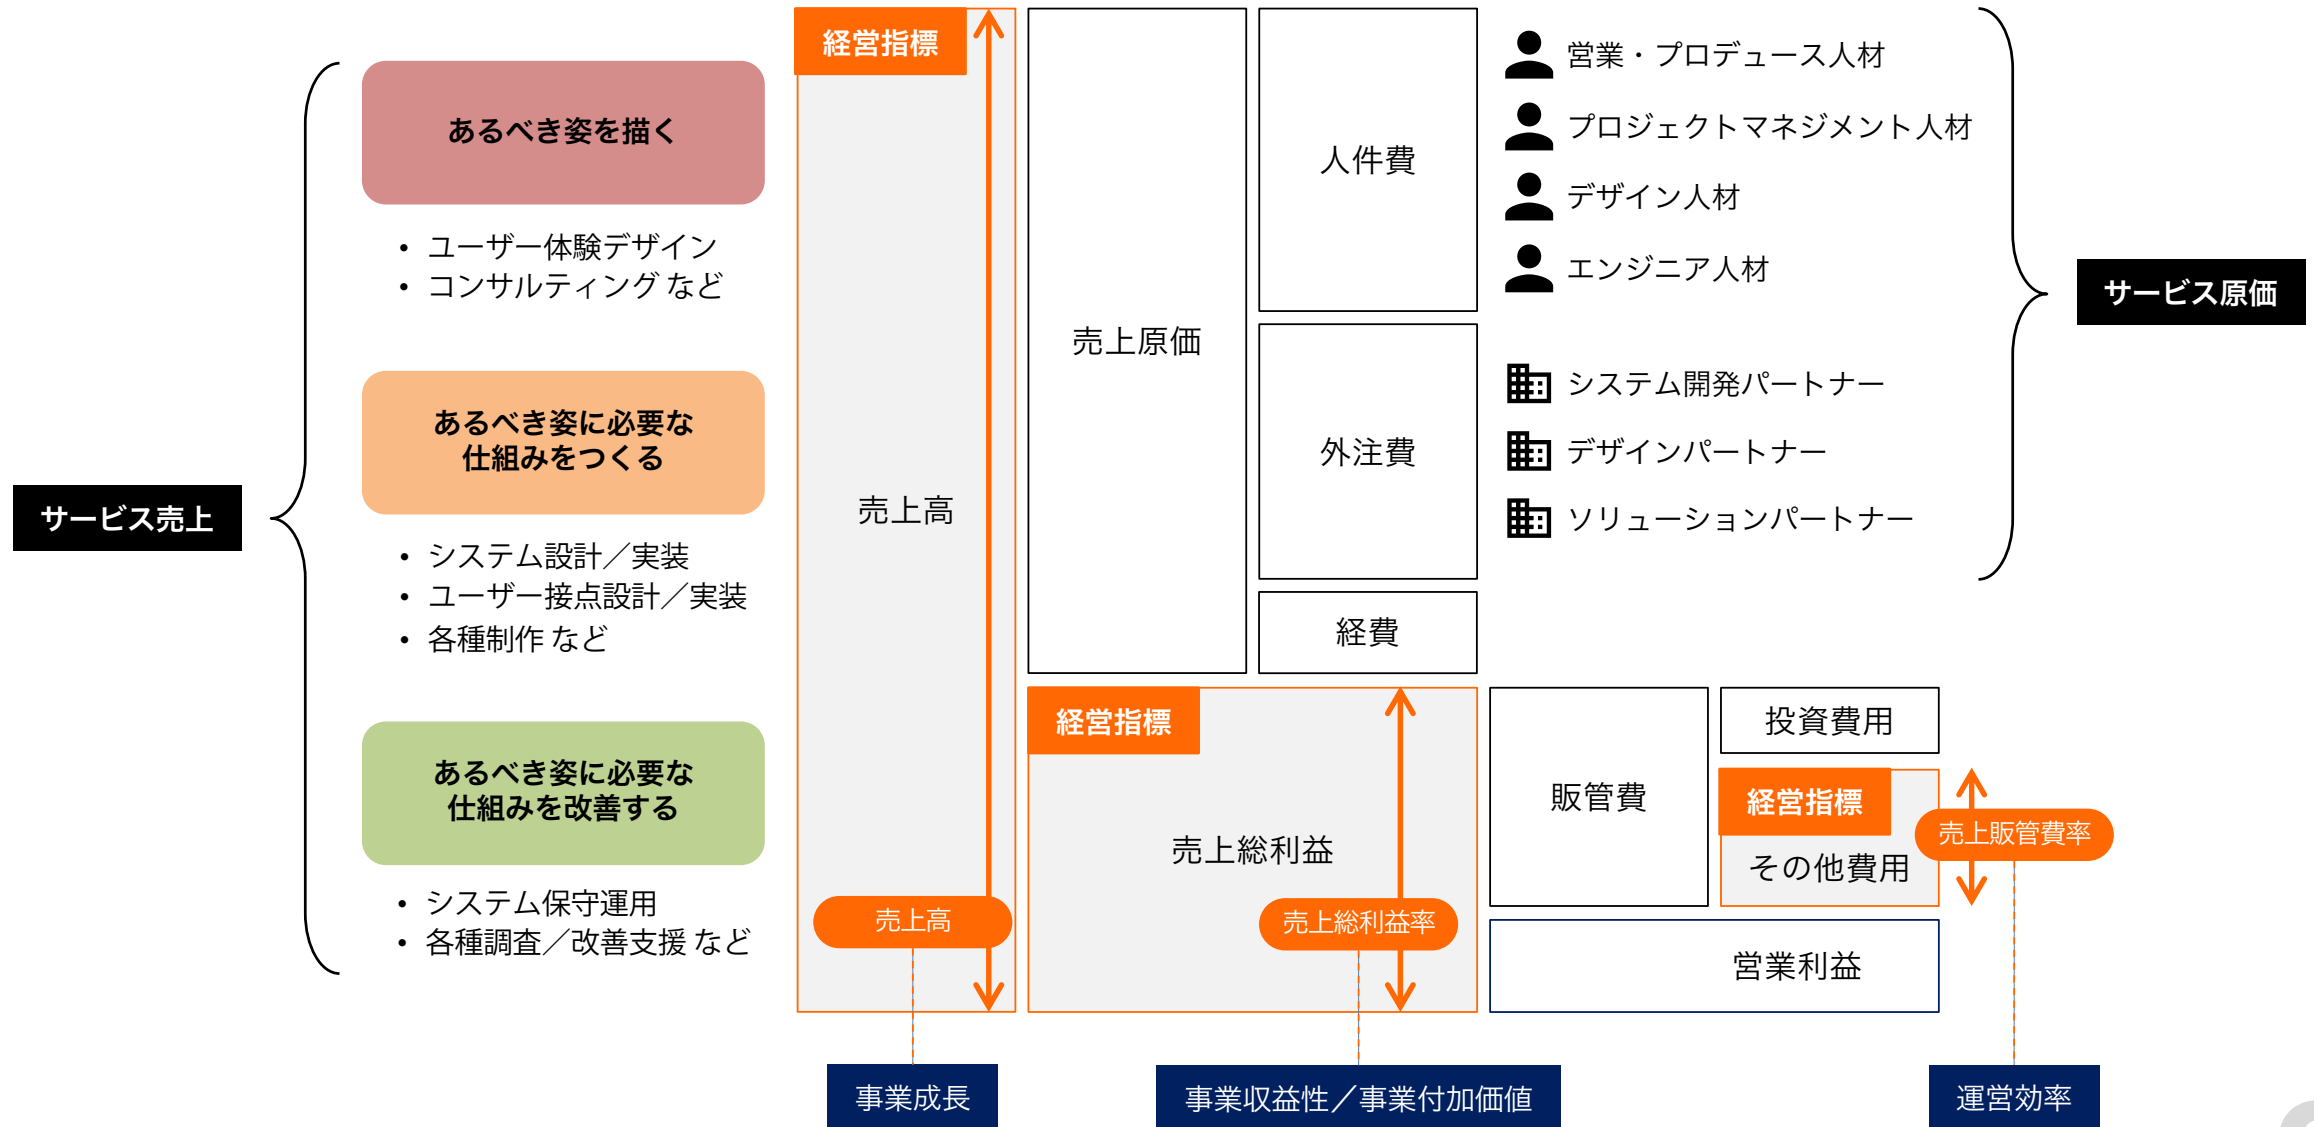 サービス売上
あるべき姿を描く
• ユーザー体験デザイン
• コンサルティング など
あるべき姿に必要な
仕組みをつくる
• システム設計／実装
• ユーザー接点設計／実装
• 各種制作 など
あるべき姿に必要な
仕組みを改善する
• システム保守運用
• 各種調査／改善支援 など
経営指標
売上高
売上高
事業成長
売上原価
人件費
外注費
経費
営業・プロデュース人材
プロジェクトマネジメント人材
デザイン人材
エンジニア人材
システム開発パートナー
デザインパートナー
ソリューションパートナー
サービス原価
経営指標
売上総利益
売上総利益率
事業収益性／事業付加価値
販管費
投資費用
経営指標
その他費用
売上販管費率
営業利益
運営効率